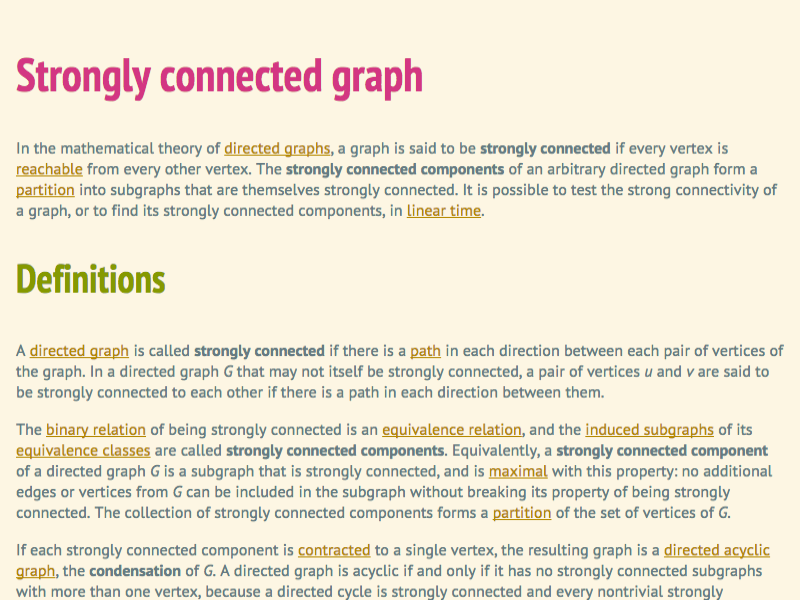 Strongly connected graph
In the mathematical theory of directed graphs, a graph is said to be strongly connected if every vertex is
reachable from every other vertex. The strongly connected components of an arbitrary directed graph form a
partition into subgraphs that are themselves strongly connected. It is possible to test the strong connectivity of
a graph, or to find its strongly connected components, in linear time.
Definitions
A directed graph is called strongly connected if there is a path in each direction between each pair of vertices of
the graph. In a directed graph G that may not itself be strongly connected, a pair of vertices u and v are said to
be strongly connected to each other if there is a path in each direction between them.
The binary relation of being strongly connected is an equivalence relation, and the induced subgraphs of its
equivalence classes are called strongly connected components. Equivalently, a strongly connected component
of a directed graph G is a subgraph that is strongly connected, and is maximal with this property: no additional
edges or vertices from G can be included in the subgraph without breaking its property of being strongly
connected. The collection of strongly connected components forms a partition of the set of vertices of G.
If each strongly connected component is contracted to a single vertex, the resulting graph is a directed acyclic
graph, the condensation of G. A directed graph is acyclic if and only if it has no strongly connected subgraphs
with more than one vertex, because a directed cycle is strongly connected and every nontrivial strongly